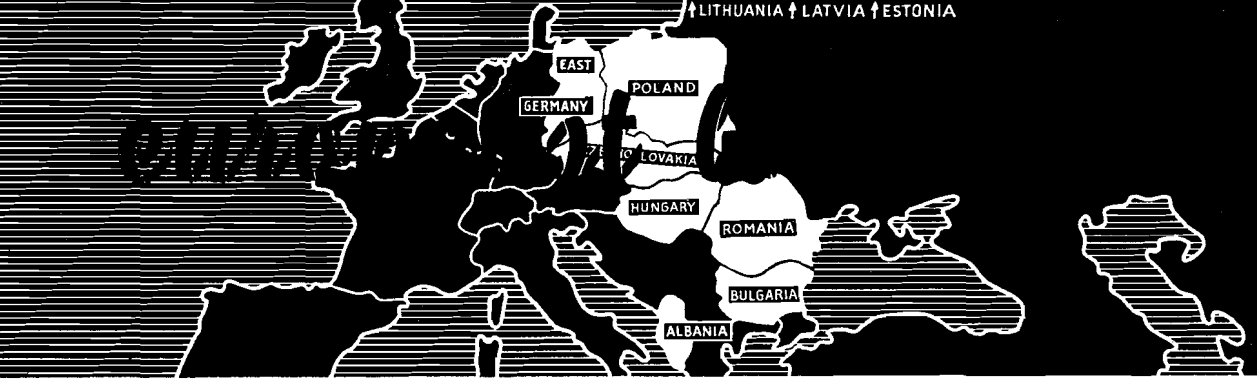 LITHUANIA LATVIA ESTONIA
EAST
GERMANY
POLAND
HUNGARY
ROMANIA
BULGARIA
ALBANIA